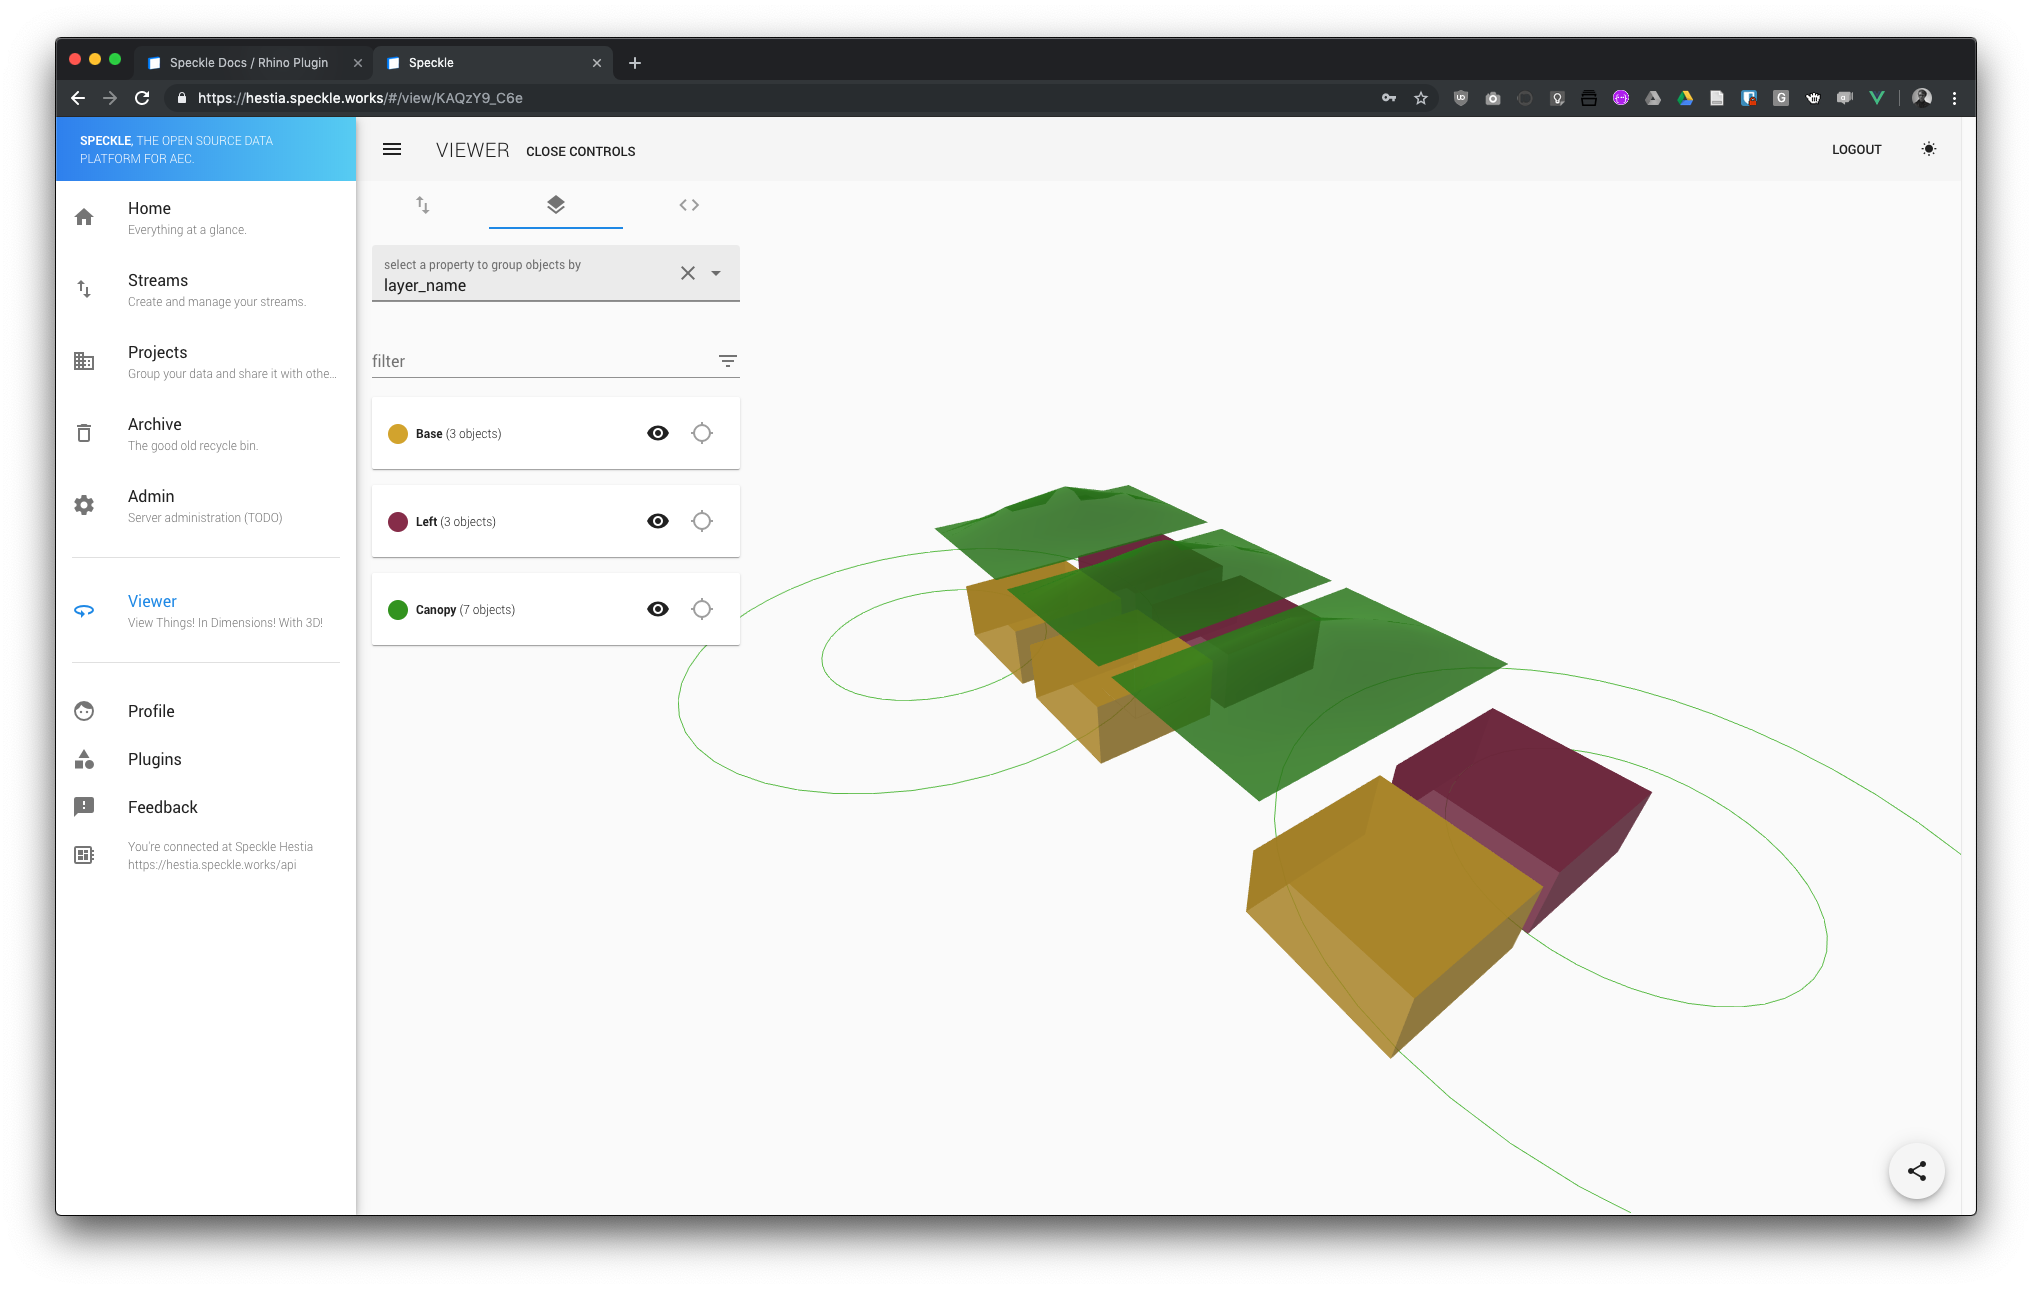 Speckle Docs / Rhino Plugin
Speckle
https://hestia.speckle.works/#/view/KAQzY9_C6e
SPECKLE, THE OPEN SOURCE DATA
PLATFORM FOR AEC.
VIEWER
CLOSE CONTROLS
LOGOUT
Home
Everything at a glance.
Streams
Create and manage your streams.
Projects
Group your data and share it with othe...
Archive
The good old recycle bin.
Admin
Server administration (TODO)
Viewer
View Things! In Dimensions! With 3D!
Profile
Plugins
Feedback
You're connected at Speckle Hestia
https://hestia.speckle.works/api
select a property to group objects by
layer_name
filter
Base (3 objects)
Left (3 objects)
Canopy (7 objects)